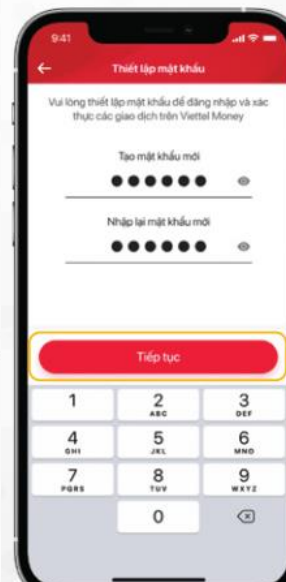 9:41
Thiết lập mật khẩu
Vui lòng thiết lập mật khẩu để đăng nhập và xác
thực các giao dịch trên Viettel Money
Tạo mật khẩu mới
Nhập lại mật khẩu mới
Tiếp tục
1 2 3
ABC DEF
4 5 6
GHI JKL MNO
7 8 9
PQRS TUV WXYZ
0